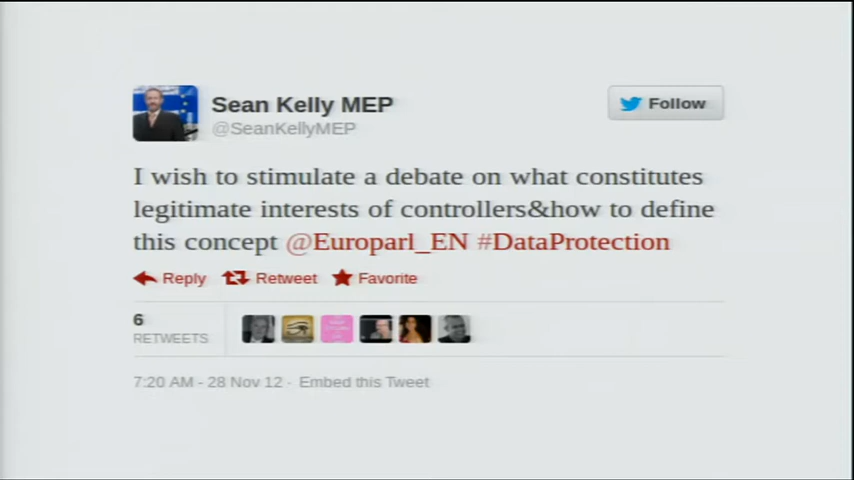 Sean Kelly MEP
@SeanKellyMEP
Follow
I wish to stimulate a debate on what constitutes
legitimate interests of controllers&how to define
this concept @Europarl_EN #DataProtection
Reply Retweet Favorite
6
RETWEETS
7:20 AM - 28 Nov 12 · Embed this Tweet